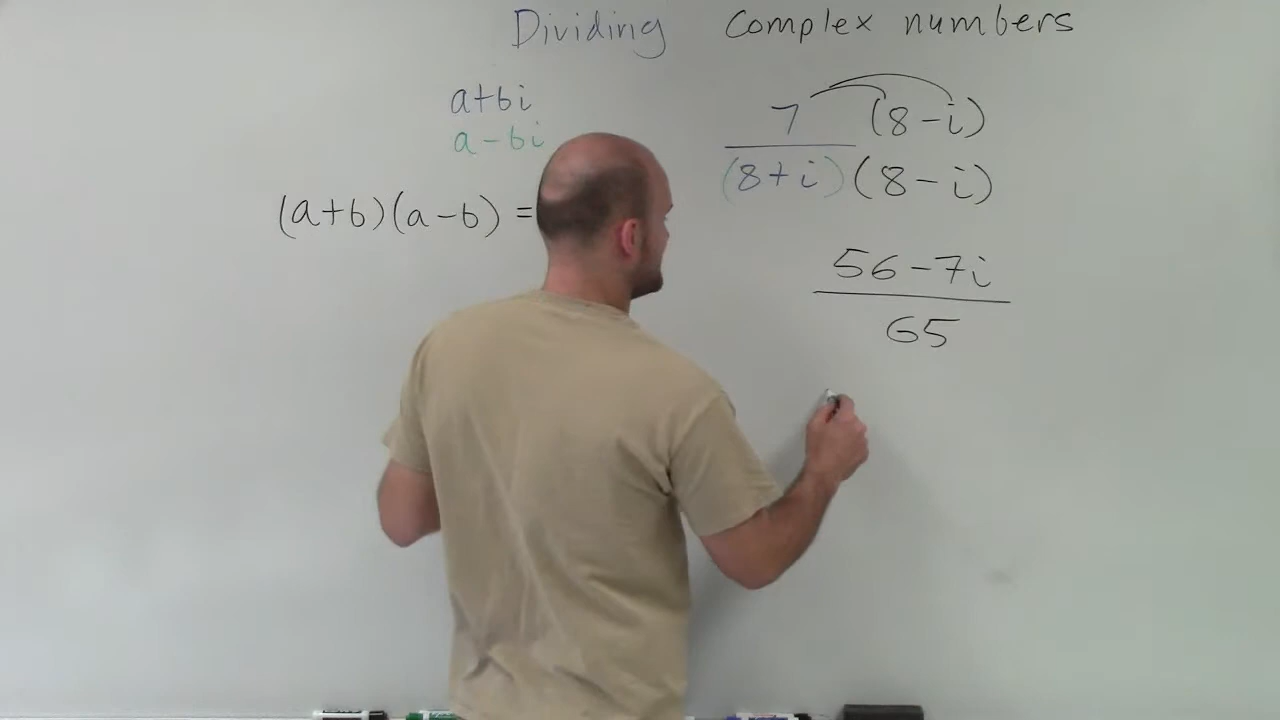 Dividing Complex numbers
a+bi
a-bi
(a+b)(a-b) =
7 (8-i)
(8+i)(8-i)
56-7i
65